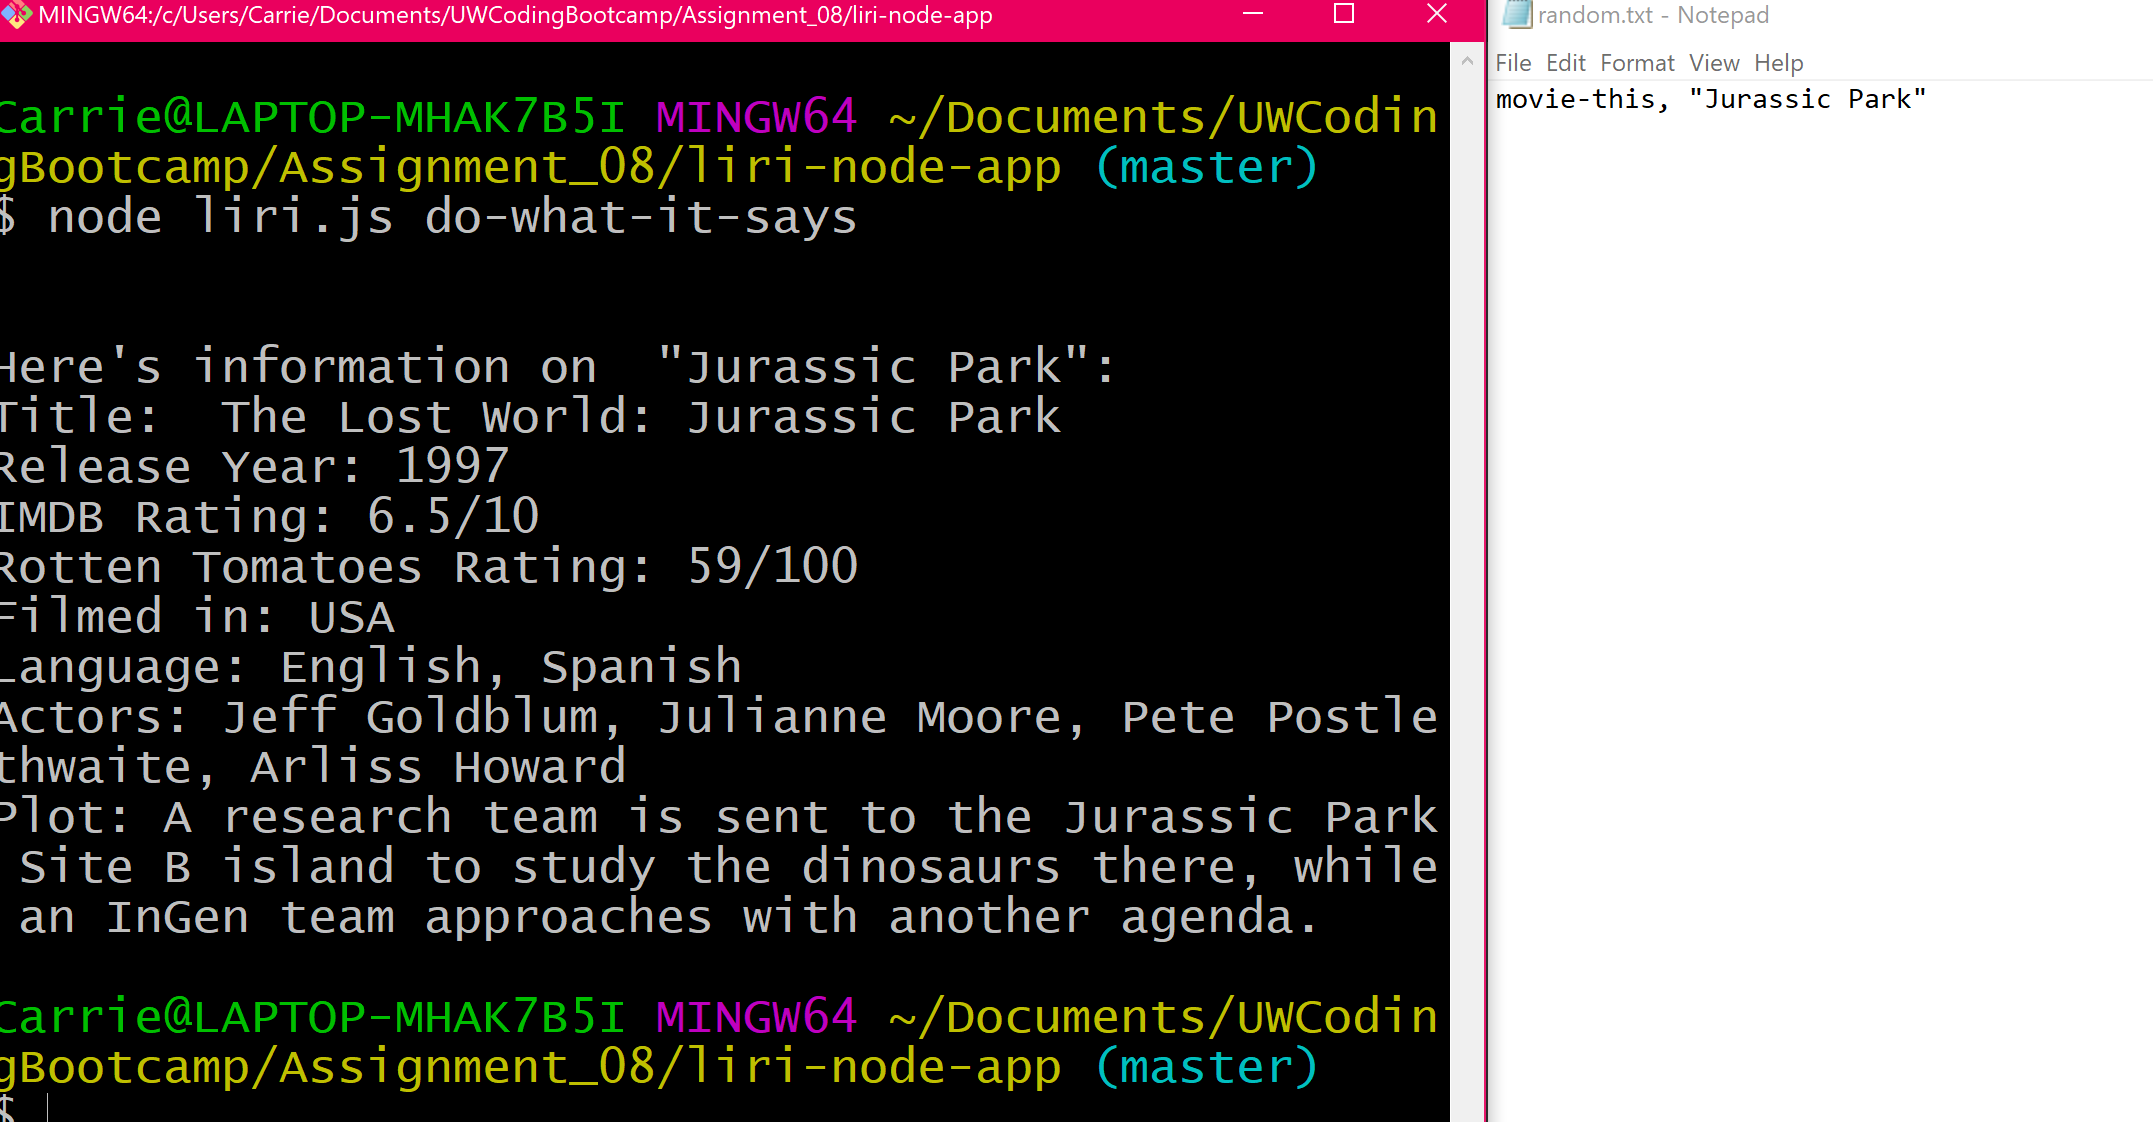 MINGW64:/c/Users/Carrie/Documents/UWCodingBootcamp/Assignment_08/liri-node-app
Carrie@LAPTOP-MHAK7B5I MINGW64 ~/Documents/UWCodin
gBootcamp/Assignment_08/liri-node-app (master)
$ node liri.js do-what-it-says
Here's information on  "Jurassic Park":
Title:  The Lost World: Jurassic Park
Release Year: 1997
IMDB Rating: 6.5/10
Rotten Tomatoes Rating: 59/100
Filmed in: USA
Language: English, Spanish
Actors: Jeff Goldblum, Julianne Moore, Pete Postle
thwaite, Arliss Howard
Plot: A research team is sent to the Jurassic Park
 Site B island to study the dinosaurs there, while
 an InGen team approaches with another agenda.
Carrie@LAPTOP-MHAK7B5I MINGW64 ~/Documents/UWCodin
gBootcamp/Assignment_08/liri-node-app (master)
$
random.txt - Notepad
File Edit Format View Help
movie-this, "Jurassic Park"